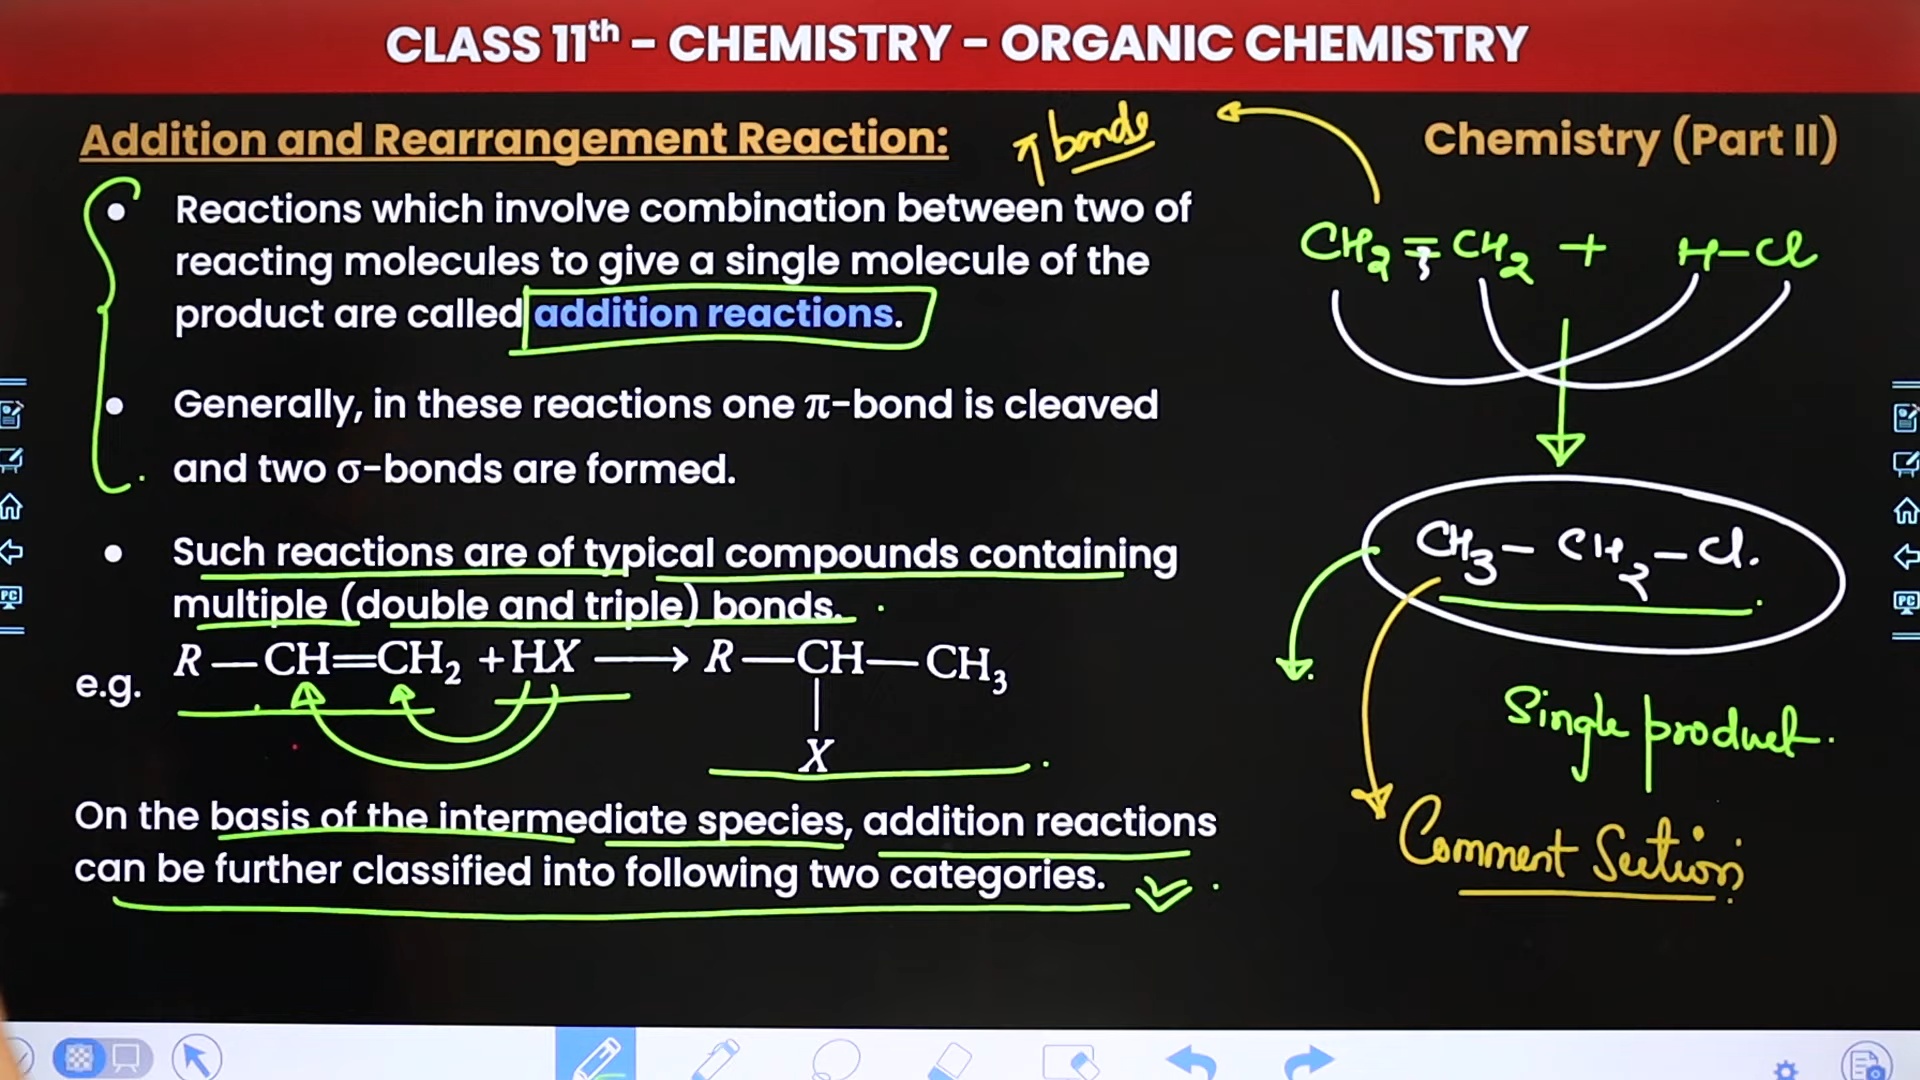 CLASS 11th - CHEMISTRY - ORGANIC CHEMISTRY
Addition and Rearrangement Reaction:
π bonds
Chemistry (Part II)
• Reactions which involve combination between two of
reacting molecules to give a single molecule of the
product are called addition reactions.
• Generally, in these reactions one π-bond is cleaved
and two σ-bonds are formed.
• Such reactions are of typical compounds containing
multiple (double and triple) bonds.
e.g. R—CH=CH₂ + HX ⟶ R—CH—CH₃
|
X
On the basis of the intermediate species, addition reactions
can be further classified into following two categories.
CH₂=CH₂ + H-Cl
CH₃-CH₂-Cl.
Single product.
Comment Section
PC
PC